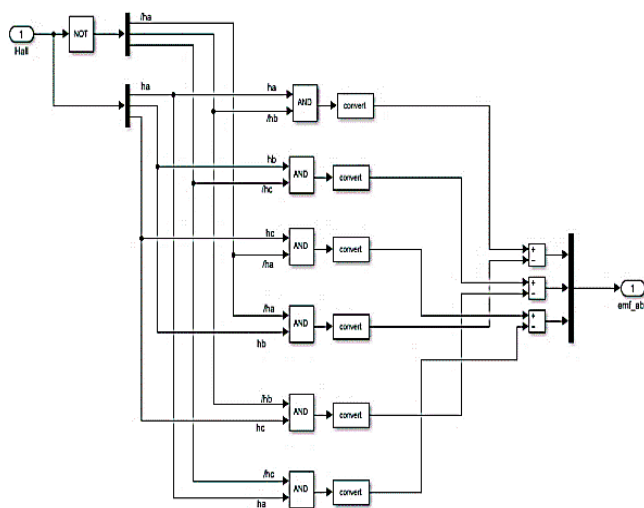 /ha
1
NOT
Hall
ha
ha
AND
convert
/hb
hb
AND
convert
/hc
hc
AND
convert
/ha
+
-
+
-
1
/ha
AND
convert
+
-
emf_ab
hb
/hb
AND
convert
hc
/hc
AND
convert
ha